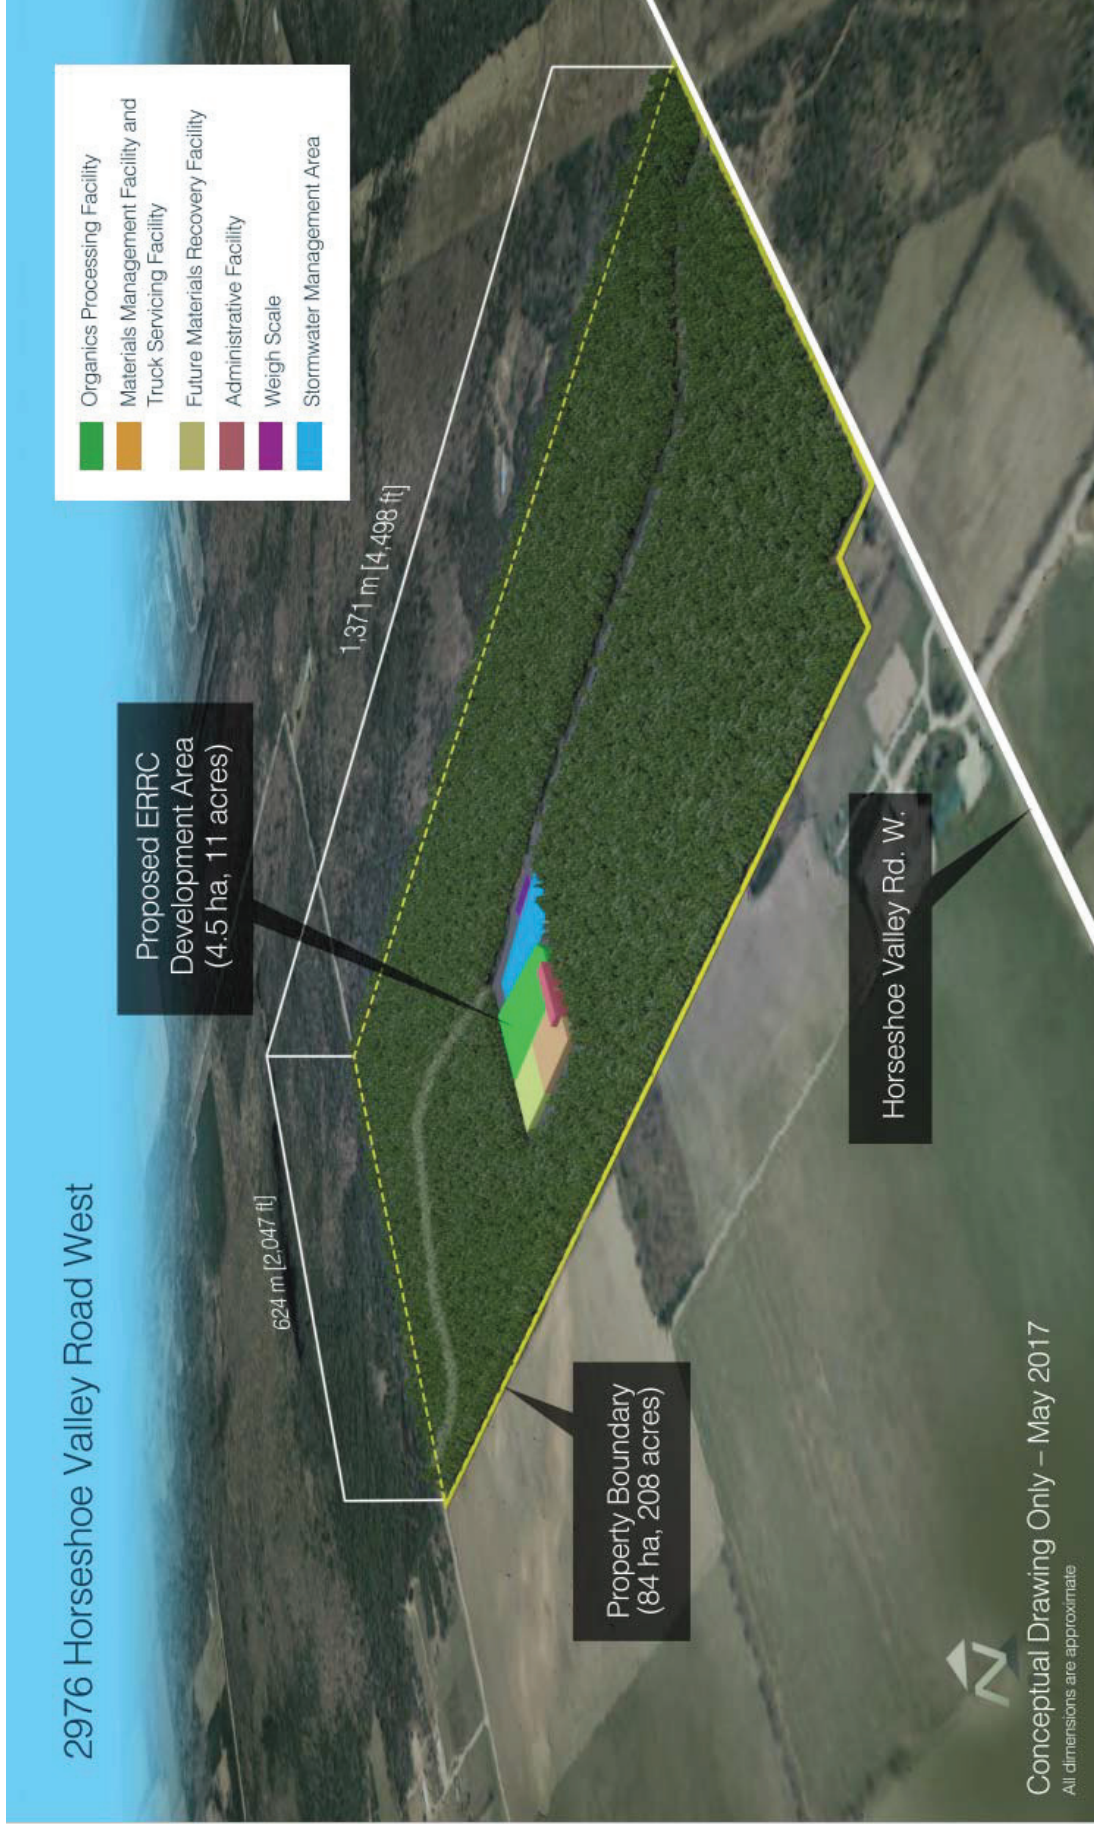 2976 Horseshoe Valley Road West
Organics Processing Facility
Materials Management Facility and
Truck Servicing Facility
Future Materials Recovery Facility
Administrative Facility
Weigh Scale
Stormwater Management Area
Proposed ERRC
Development Area
(4.5 ha, 11 acres)
624 m [2,047 ft]
1,371 m [4,498 ft]
Property Boundary
(84 ha, 208 acres)
Horseshoe Valley Rd. W.
N
Conceptual Drawing Only – May 2017
All dimensions are approximate